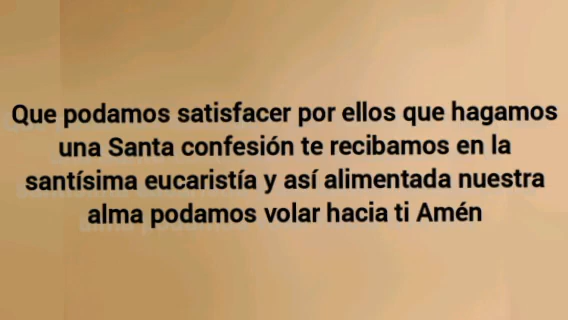 Que podamos satisfacer por ellos que hagamos
una Santa confesión te recibamos en la
santísima eucaristía y así alimentada nuestra
alma podamos volar hacia ti Amén